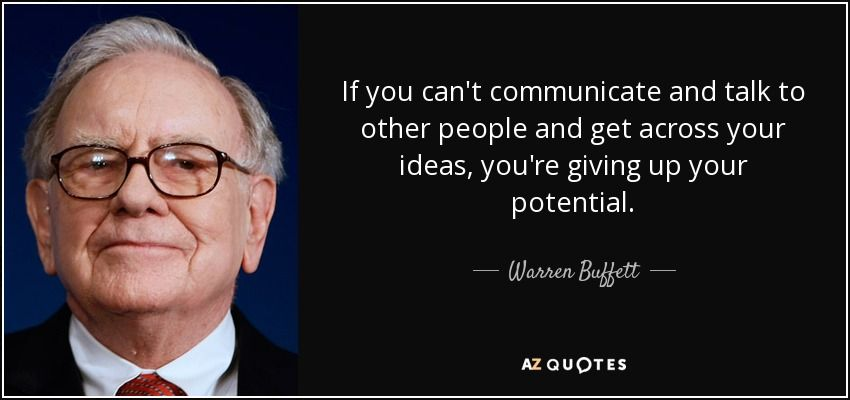 If you can't communicate and talk to
other people and get across your
ideas, you're giving up your
potential.
Warren Buffett
AZ QUOTES